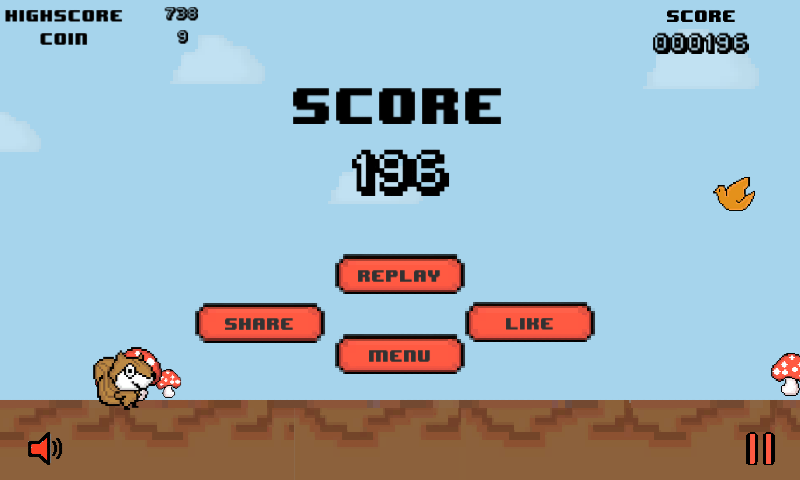 HIGHSCORE 738
COIN 9
SCORE
000196
SCORE
196
REPLAY
SHARE
LIKE
MENU